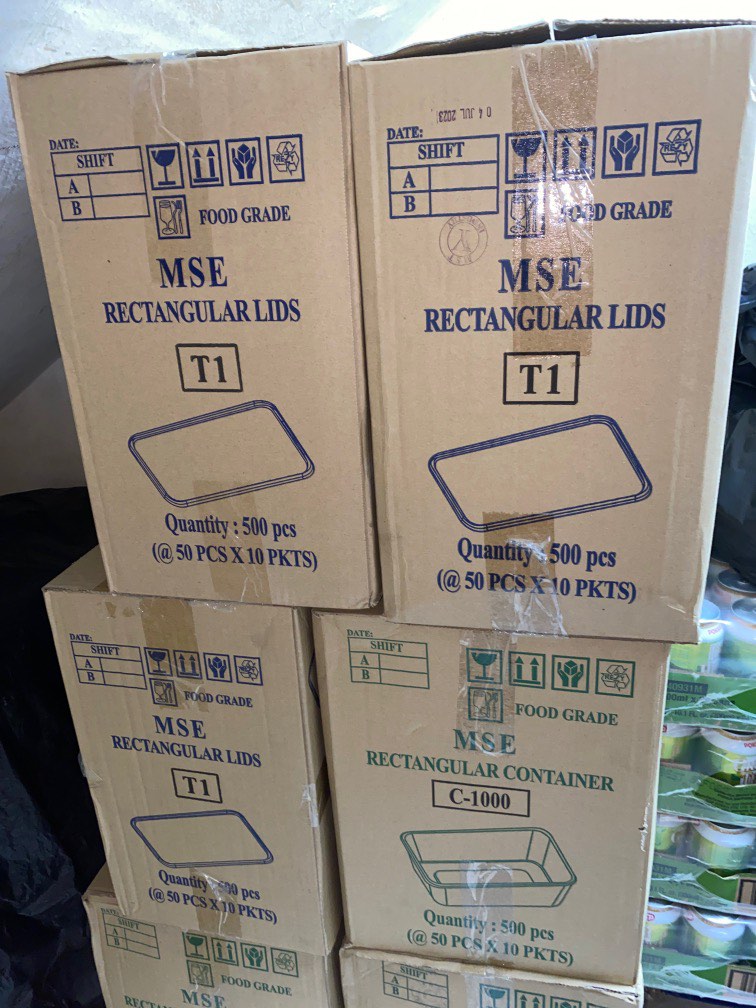 DATE:
SHIFT
A
B
FOOD GRADE
MSE
RECTANGULAR LIDS
T1
Quantity : 500 pcs
(@ 50 PCS X 10 PKTS)
04 JUL 2023
DATE:
SHIFT
A
B
FOOD GRADE
MSE
RECTANGULAR LIDS
T1
Quantity : 500 pcs
(@ 50 PCS X 10 PKTS)
DATE:
SHIFT
A
B
FOOD GRADE
MSE
RECTANGULAR LIDS
T1
Quantity : 500 pcs
(@ 50 PCS X 10 PKTS)
DATE:
SHIFT
A
B
FOOD GRADE
MSE
RECTANGULAR CONTAINER
C-1000
Quantity : 500 pcs
(@ 50 PCS X 10 PKTS)
DATE:
SHIFT
A
B
FOOD GRADE
MSE
SHIFT
A
B